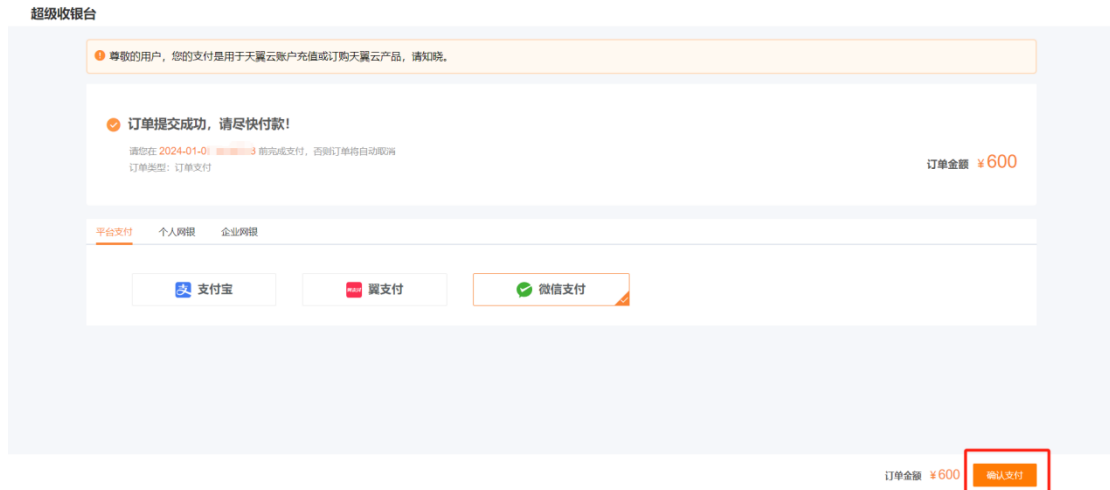 超级收银台
尊敬的用户，您的支付是用于天翼云账户充值或订购天翼云产品，请知晓。
订单提交成功，请尽快付款！
请您在 2024-01-0 3 前完成支付，否则订单将自动取消
订单类型：订单支付
订单金额 ¥600
平台支付 个人网银 企业网银
支付宝 翼支付 微信支付
订单金额 ¥600 确认支付